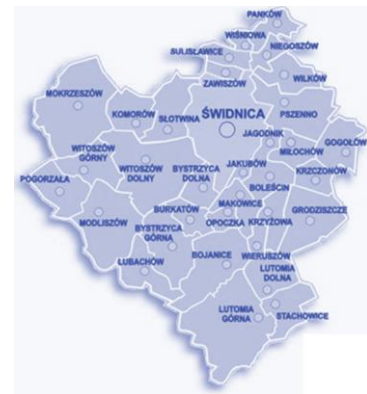 PANKÓW
WIŚNIOWA
NIEGOSZÓW
SULISŁAWICE
ZAWISZÓW
WILKÓW
MOKRZESZÓW
KOMORÓW
SŁOTWINA
ŚWIDNICA
PSZENNO
JAGODNIK
MIŁOCHÓW
GOGOŁÓW
WITOSZÓW
GÓRNY
WITOSZÓW
DOLNY
BYSTRZYCA
DOLNA
JAKUBÓW
KRZCZONÓW
POGORZAŁA
BOLEŚCIN
MAKOWICE
MODLISZÓW
BURKATÓW
OPOCZKA
KRZYŻOWA
GRODZISZCZE
BYSTRZYCA
GÓRNA
BOJANICE
WIERUSZÓW
LUBACHÓW
LUTOMIA
DOLNA
LUTOMIA
GÓRNA
STACHOWICE